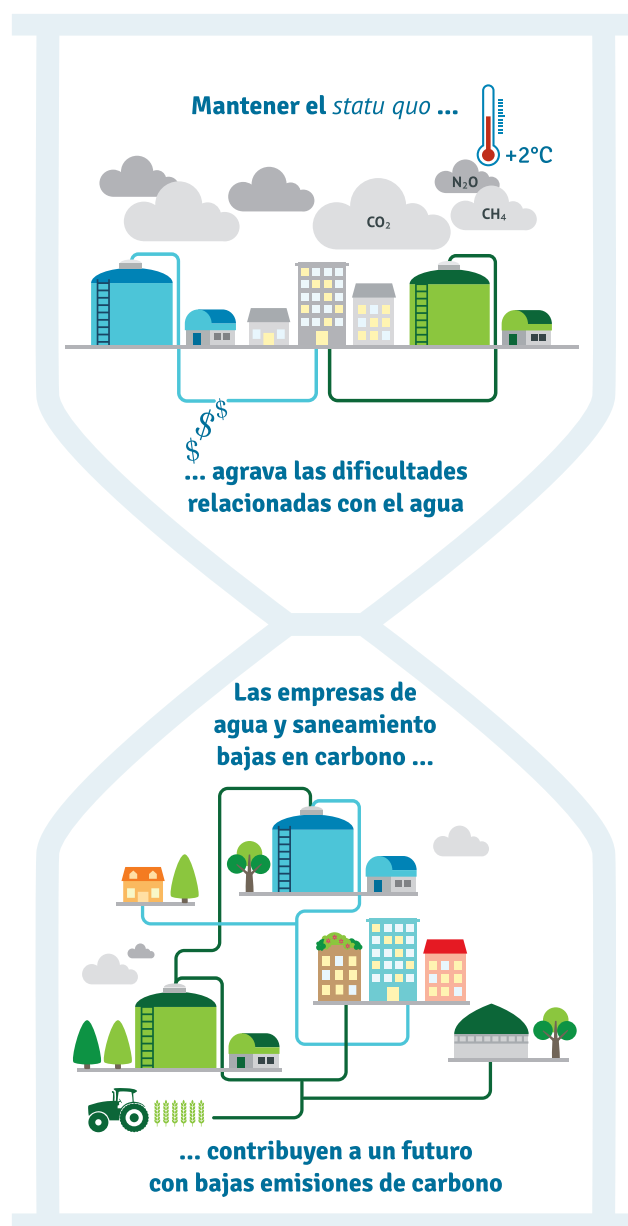 Mantener el statu quo ...
+2°C
N₂O
CH₄
CO₂
$$$
... agrava las dificultades
relacionadas con el agua
Las empresas de
agua y saneamiento
bajas en carbono ...
... contribuyen a un futuro
con bajas emisiones de carbono